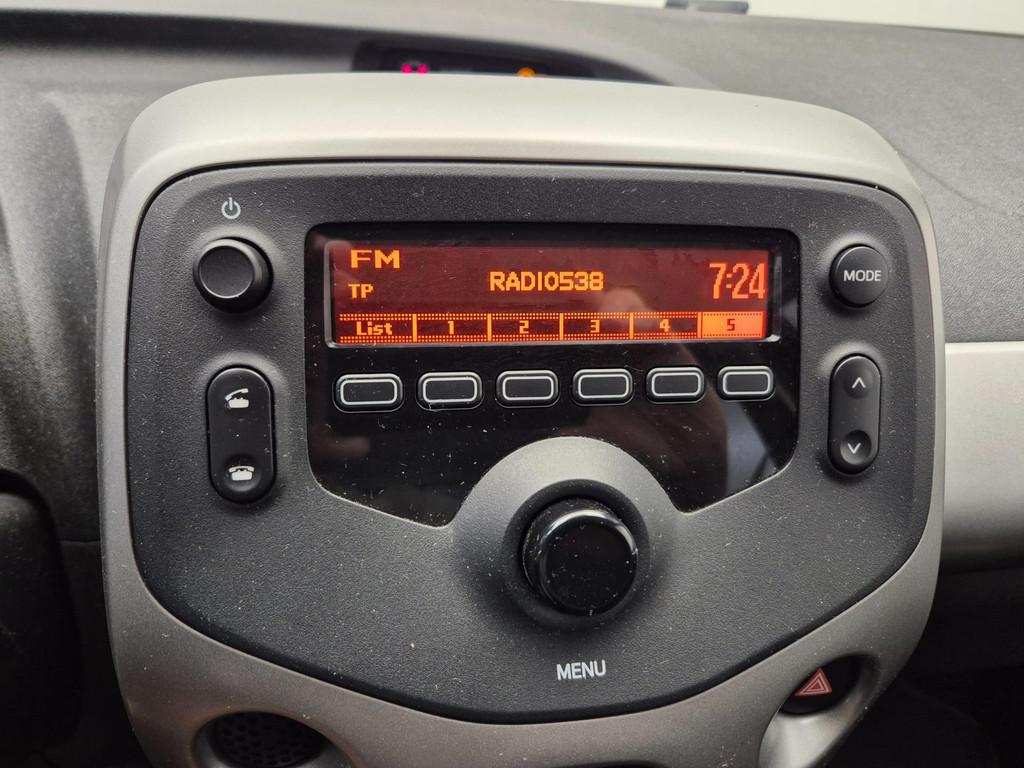 FM
RADIO538
7:24
TP
List 1 2 3 4 5
MODE
MENU